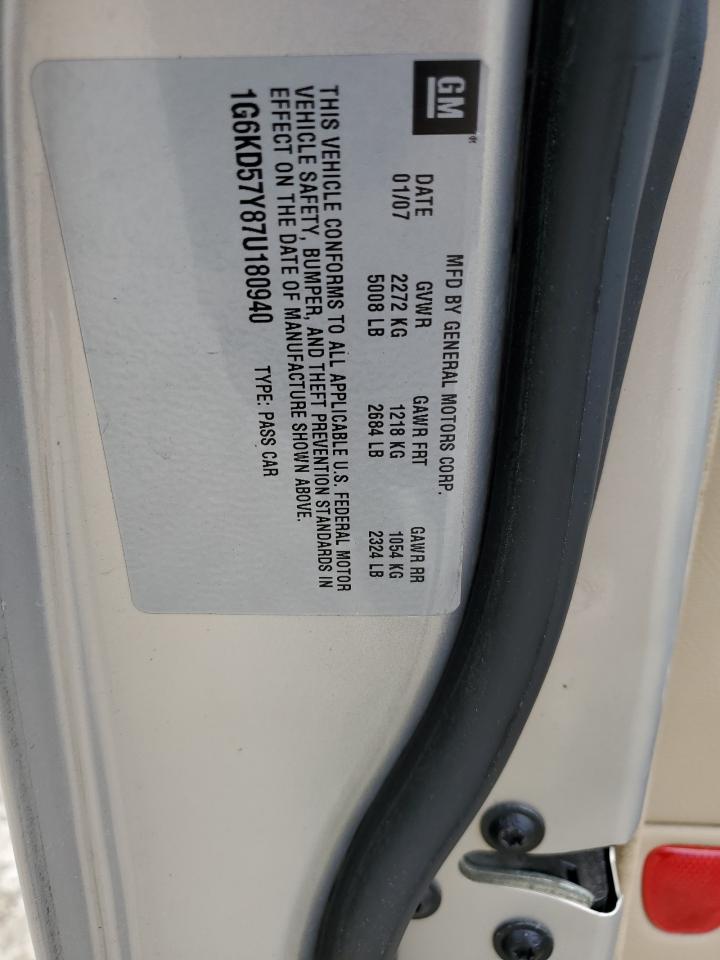 GM
MFD BY GENERAL MOTORS CORP.
DATE GVWR GAWR FRT GAWR RR
01/07 2272 KG 1218 KG 1054 KG
5008 LB 2684 LB 2324 LB
THIS VEHICLE CONFORMS TO ALL APPLICABLE U.S. FEDERAL MOTOR
VEHICLE SAFETY, BUMPER, AND THEFT PREVENTION STANDARDS IN
EFFECT ON THE DATE OF MANUFACTURE SHOWN ABOVE.
1G6KD57Y87U180940 TYPE: PASS CAR